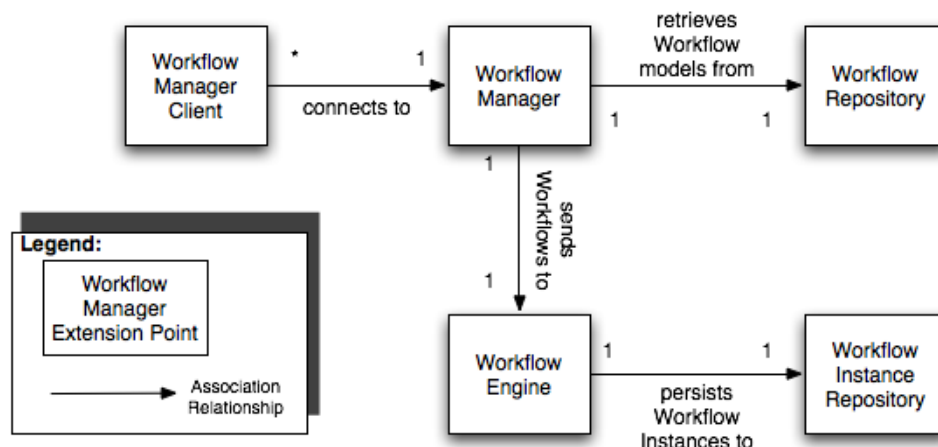 Workflow
Manager
Client
*
1
connects to
Workflow
Manager
retrieves
Workflow
models from
1
1
Workflow
Repository
1
sends
Workflows to
1
Legend:
Workflow
Manager
Extension Point
Association
Relationship
Workflow
Engine
1
1
persists
Workflow
Instances to
Workflow
Instance
Repository